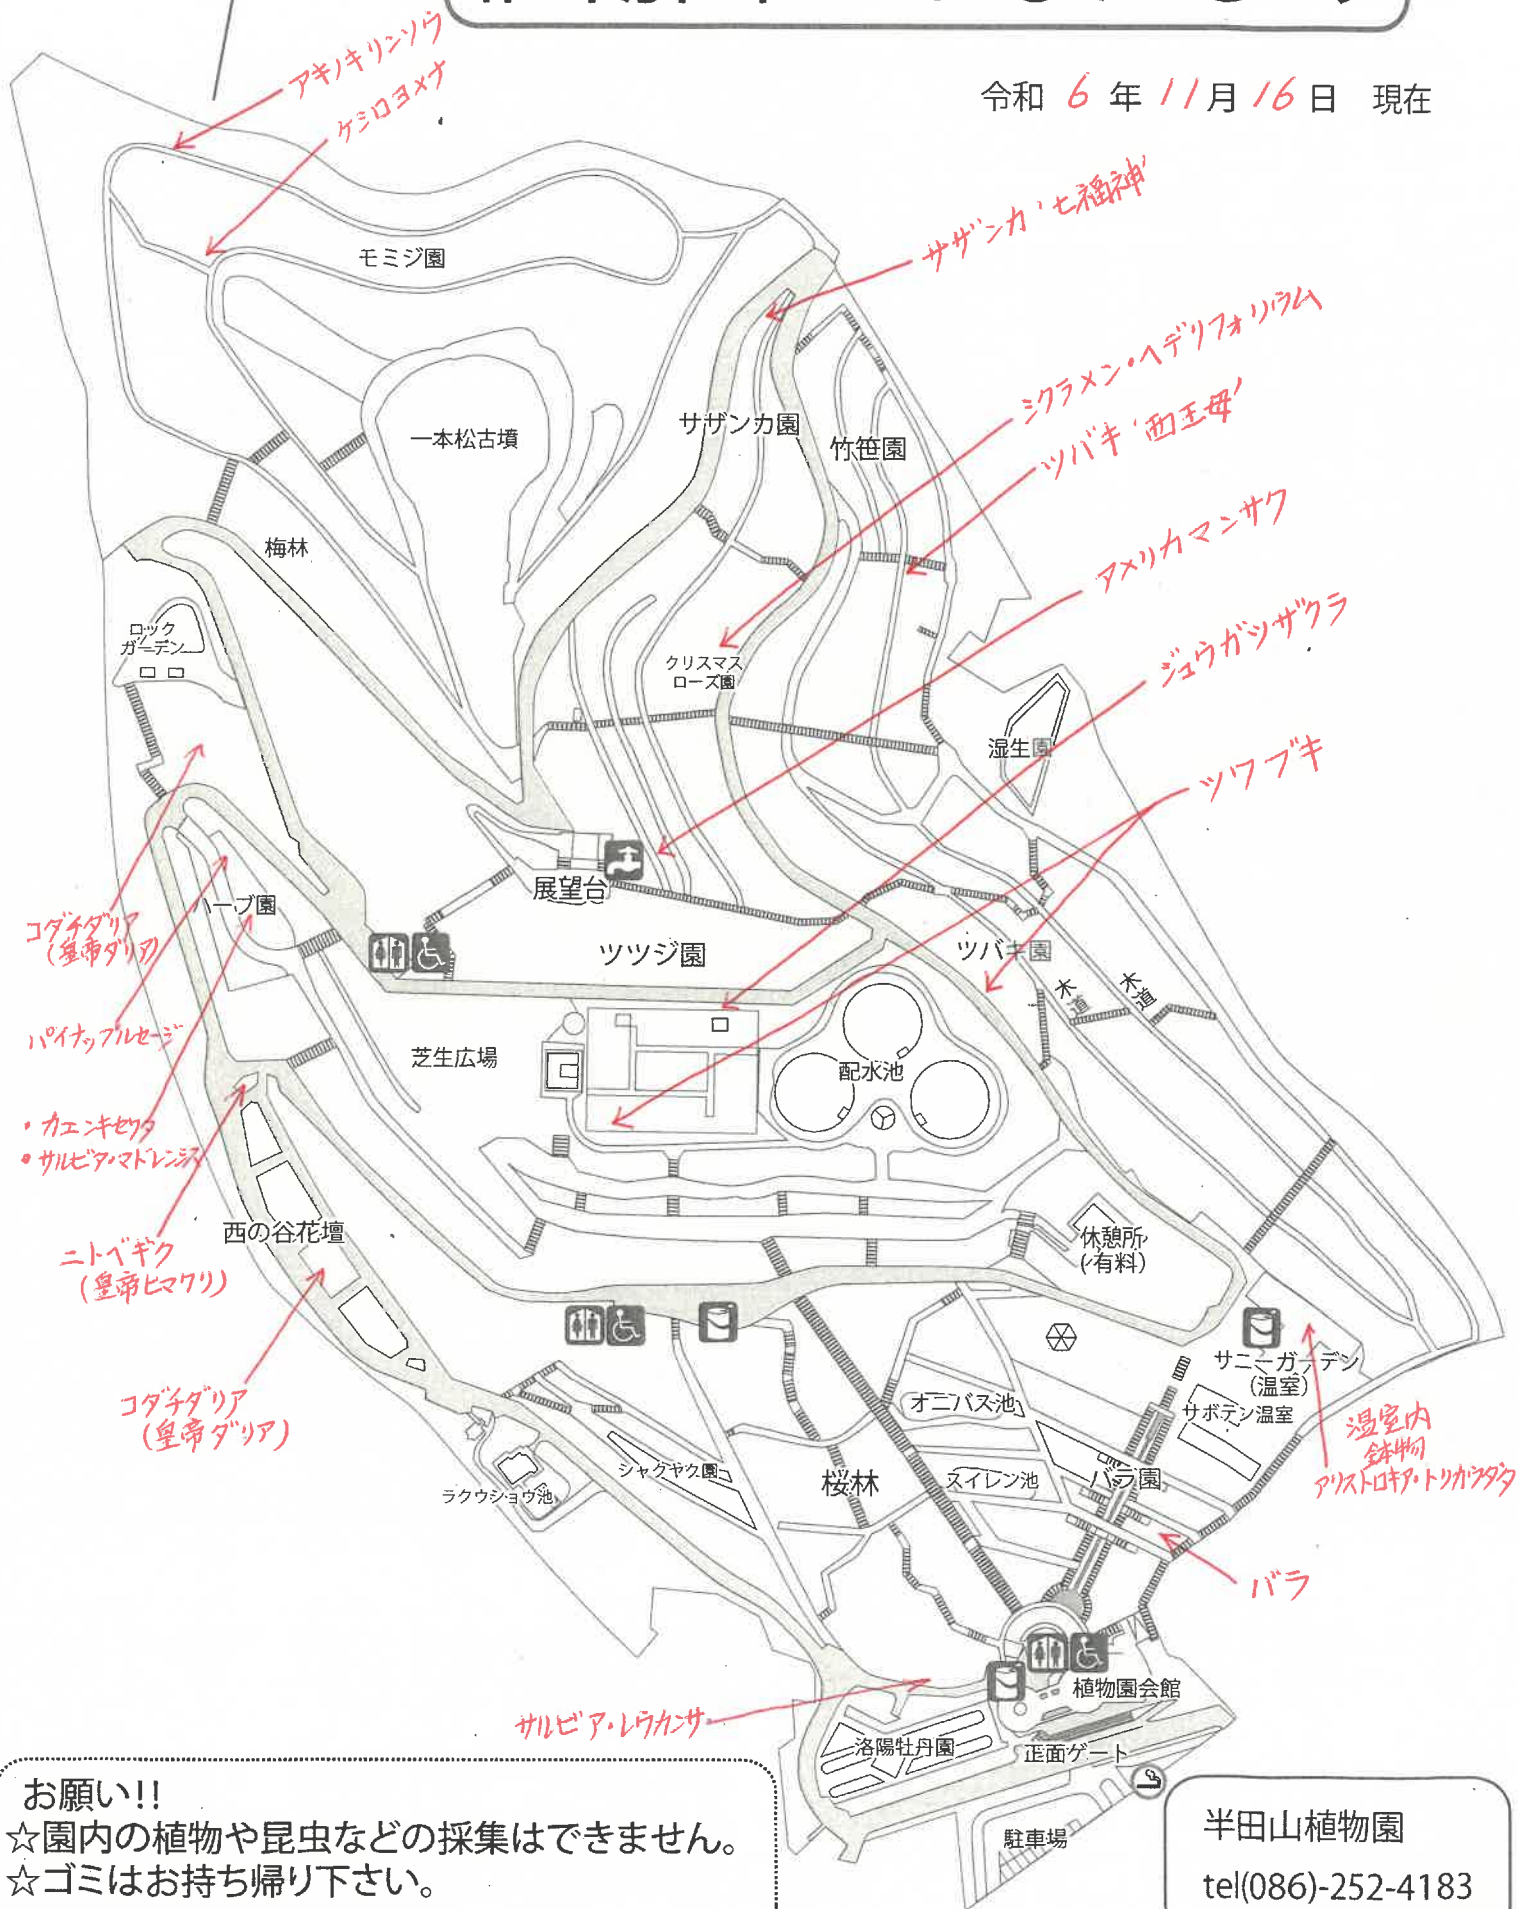 令和 6 年 11月 16日 現在
アキノキリンソウ
ケシロヨメナ
サザンカ'七福神'
シクラメン・ヘデリフォリウム
ツバキ'西王母'
アメリカマンサク
ジュウガツザクラ
ツワブキ
モミジ園
一本松古墳
サザンカ園
竹笹園
梅林
ロック
ガーデン
クリスマス
ローズ園
湿生園
展望台
ハーブ園
コダチダリア
(皇帝ダリア)
ツツジ園
ツバキ園
木道
木道
パイナップルセージ
芝生広場
配水池
・カエンキセワタ
・サルビア・マドレンシス
ニトベギク
(皇帝ヒマワリ)
西の谷花壇
休憩所
(有料)
コダチダリア
(皇帝ダリア)
サニーガーデン
(温室)
サボテン温室
オニバス池
温室内
鉢物
アリストロキア・トリカウダタ
シャクヤク園
ラクウショウ池
桜林
スイレン池
バラ園
バラ
サルビア・レウカンサ
植物園会館
洛陽牡丹園
正面ゲート
駐車場
お願い!!
☆園内の植物や昆虫などの採集はできません。
☆ゴミはお持ち帰り下さい。
半田山植物園
tel(086)-252-4183